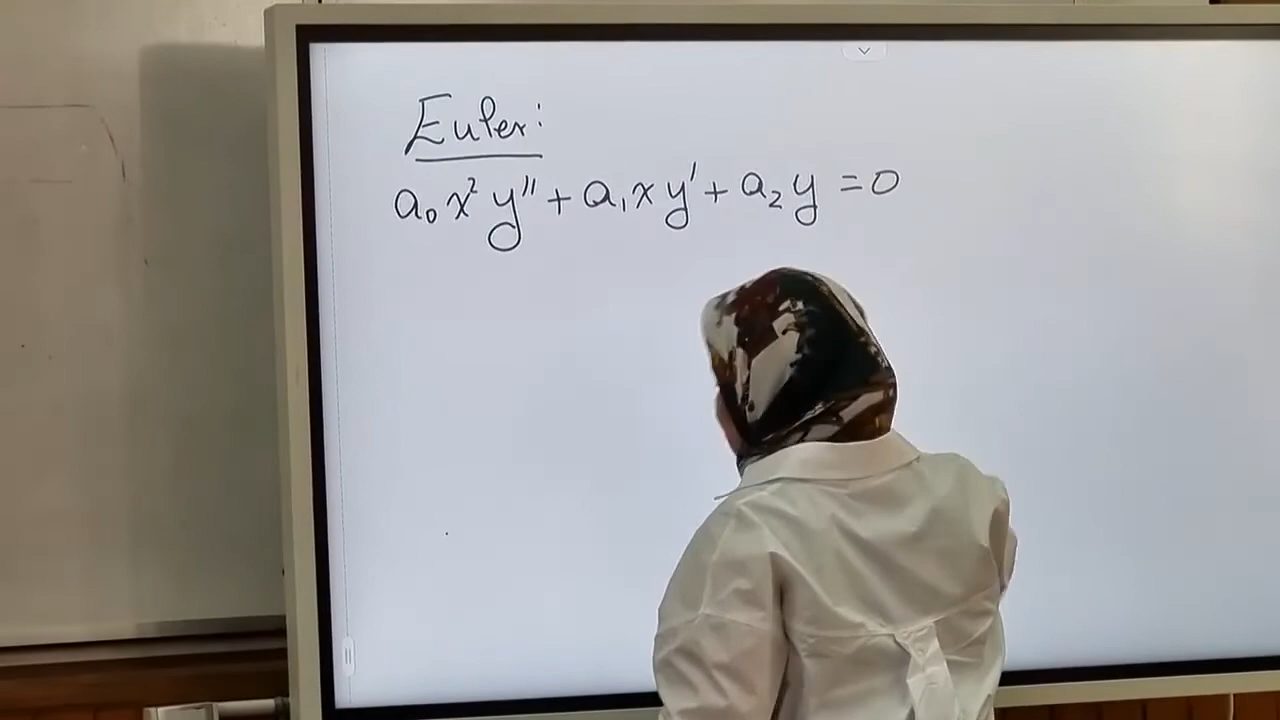 Euler:
a₀x²y'' + a₁xy' + a₂y = 0